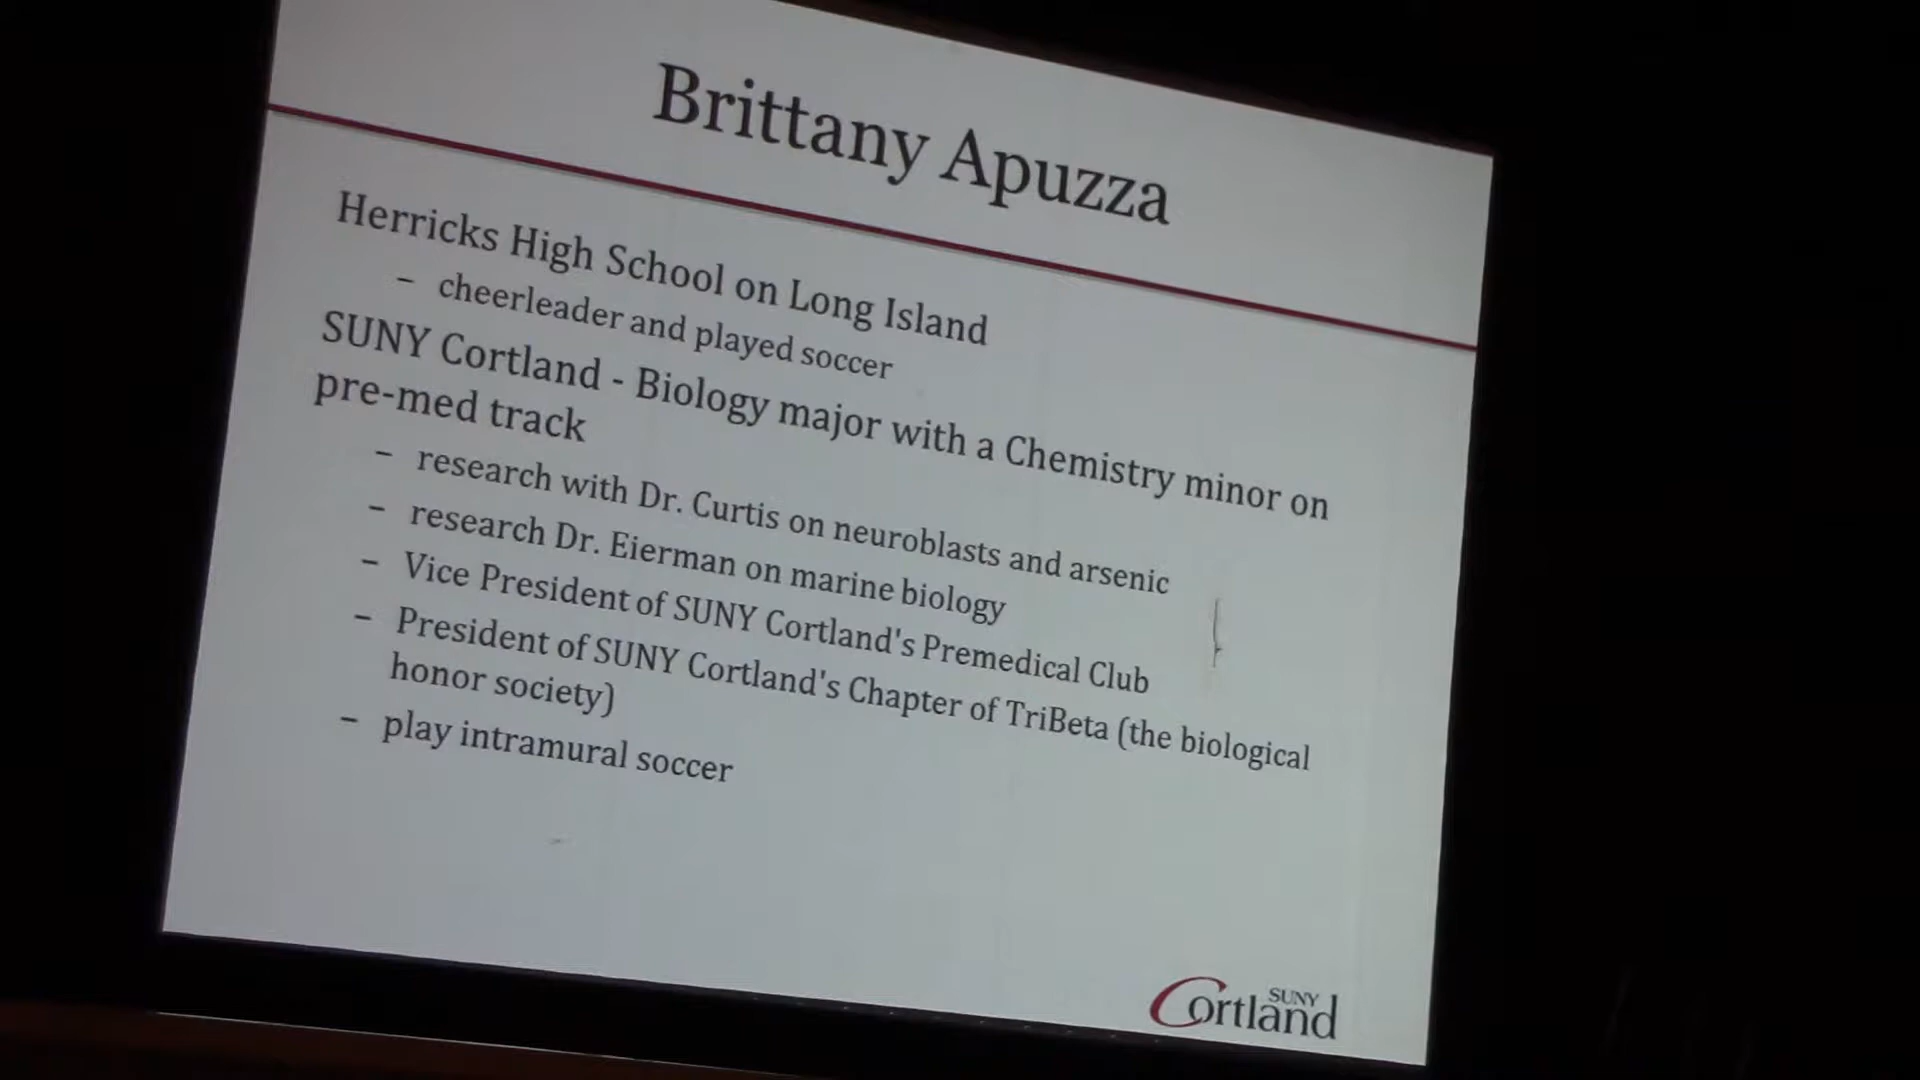 Brittany Apuzza
Herricks High School on Long Island
– cheerleader and played soccer
SUNY Cortland - Biology major with a Chemistry minor on
pre-med track
– research with Dr. Curtis on neuroblasts and arsenic
– research Dr. Eierman on marine biology
– Vice President of SUNY Cortland's Premedical Club
– President of SUNY Cortland's Chapter of TriBeta (the biological
honor society)
– play intramural soccer
SUNY
Cortland